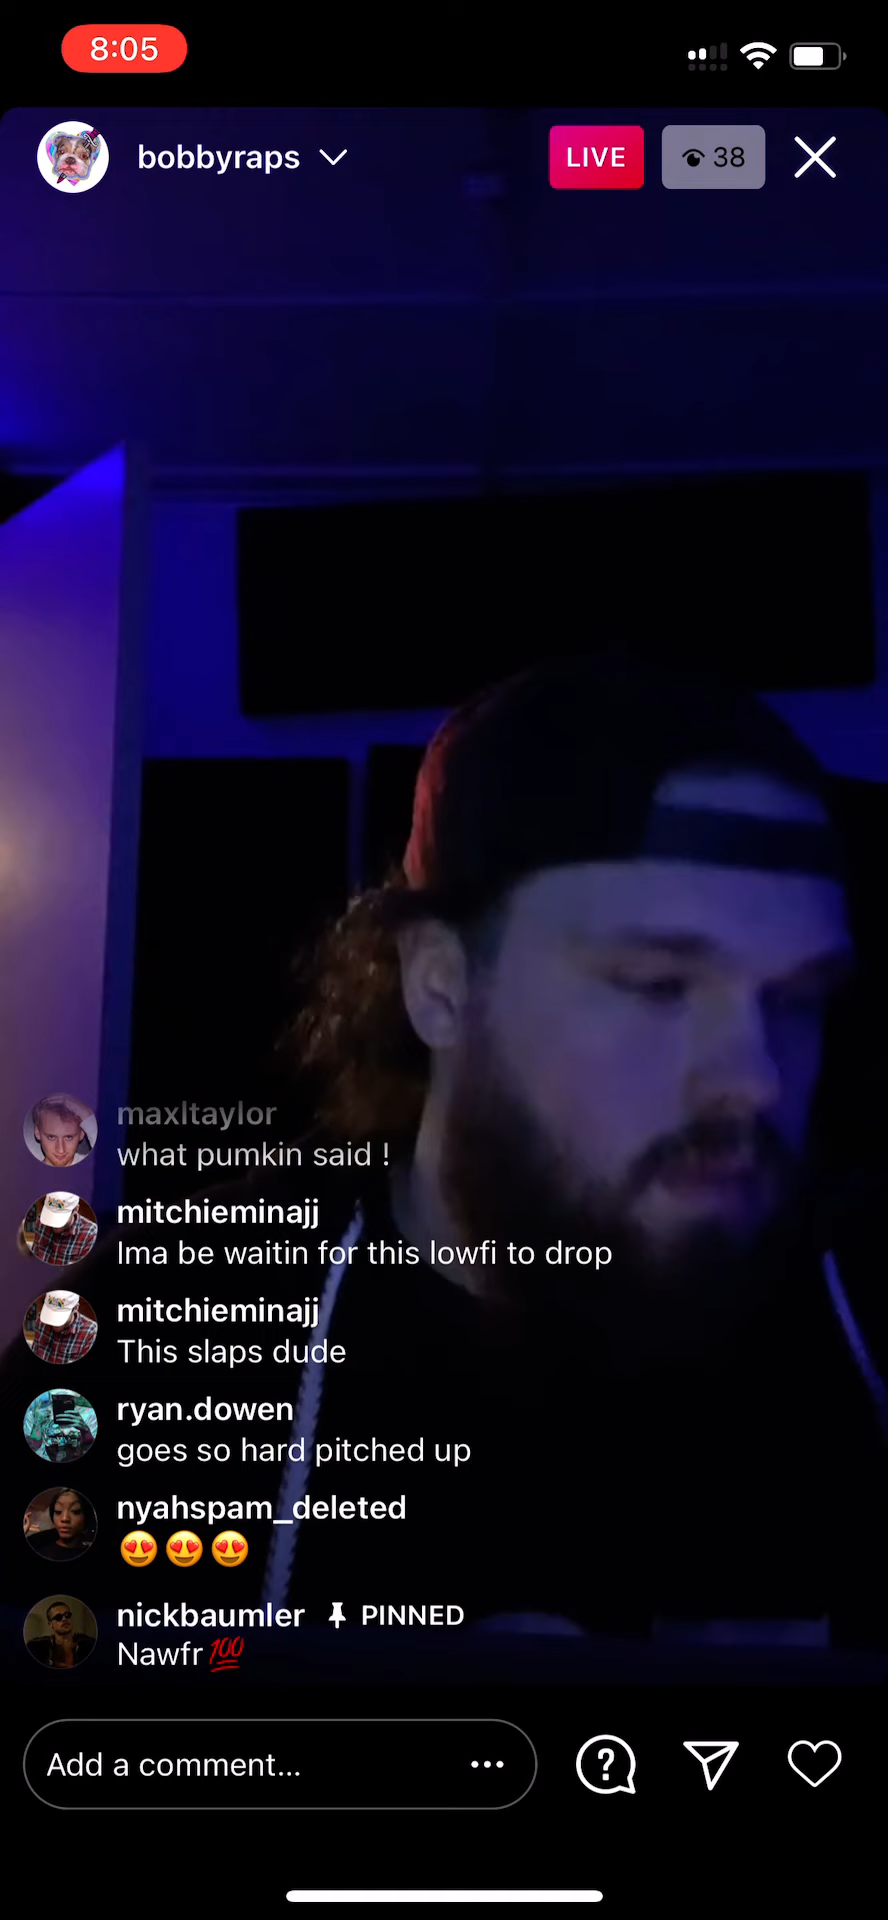 8:05
bobbyraps
LIVE
38
maxltaylor
what pumkin said !
mitchieminajj
Ima be waitin for this lowfi to drop
mitchieminajj
This slaps dude
ryan.dowen
goes so hard pitched up
nyahspam_deleted
😍😍😍
nickbaumler PINNED
Nawfr💯
Add a comment...